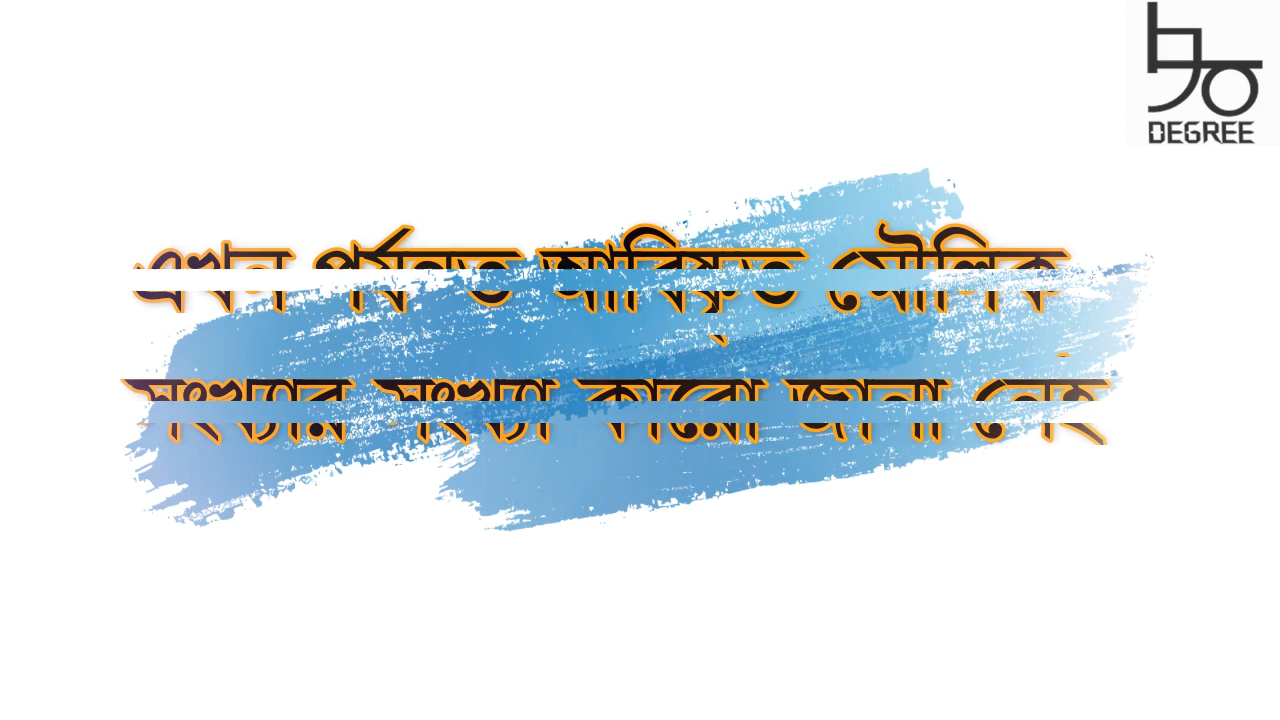 DEGREE
এখন পর্যন্ত আবিষ্কৃত মৌলিক
সংখ্যার সংখ্যা কারো জানা নেই